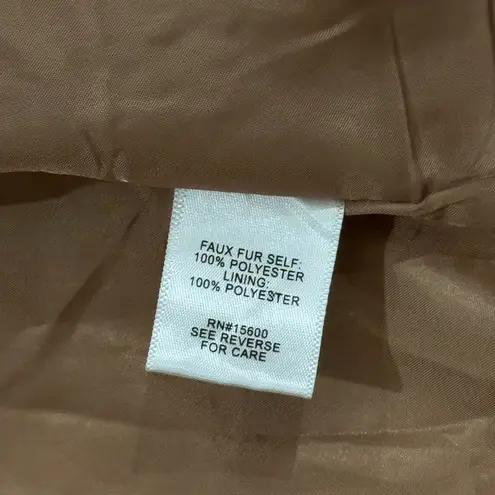 FAUX FUR SELF:
100% POLYESTER
LINING:
100% POLYESTER
RN#15600
SEE REVERSE
FOR CARE